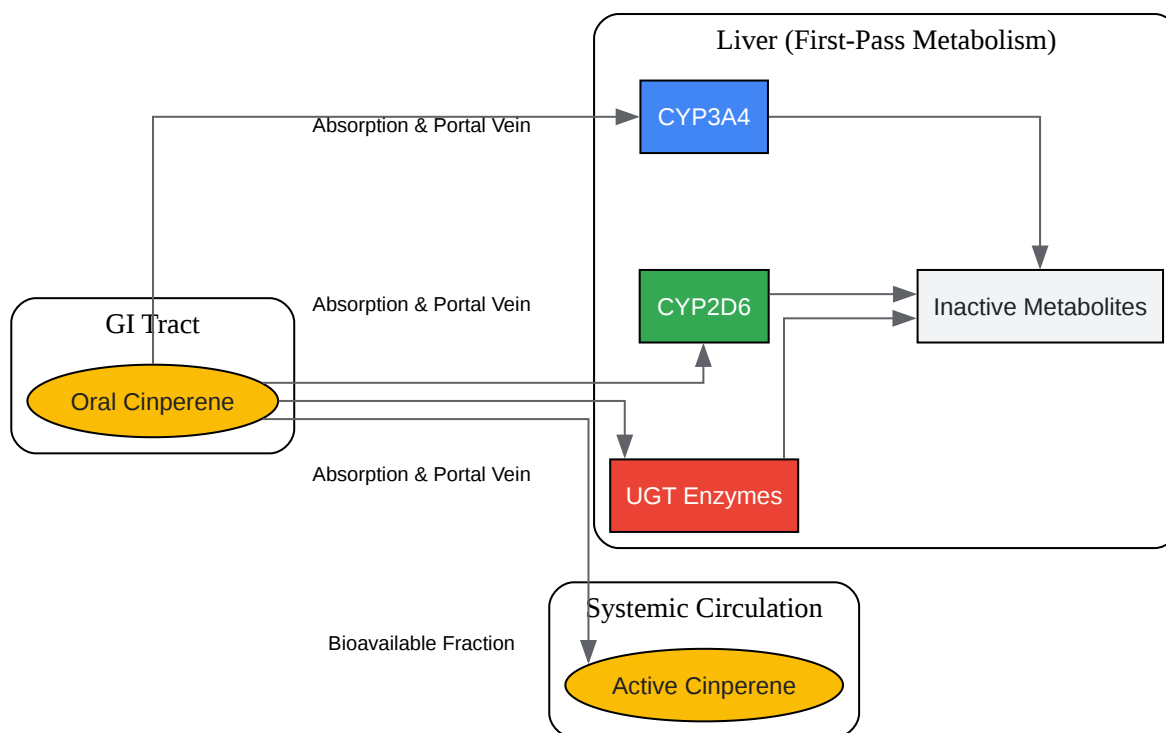 Liver (First-Pass Metabolism)
CYP3A4
Absorption & Portal Vein
CYP2D6
Absorption & Portal Vein
Inactive Metabolites
GI Tract
Oral Cinperene
Absorption & Portal Vein
UGT Enzymes
Systemic Circulation
Bioavailable Fraction
Active Cinperene